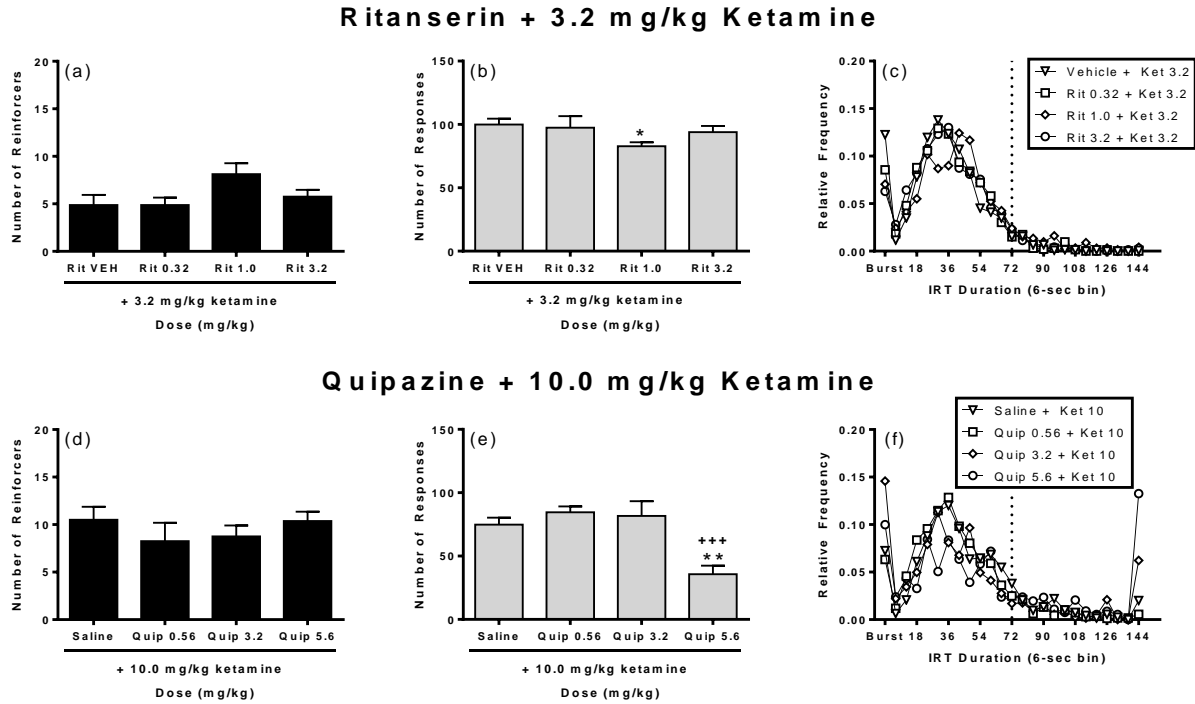 Ritanserin + 3.2 mg/kg Ketamine
(a)
Number of Reinforcers
20
15
10
5
0
Rit VEH Rit 0.32 Rit 1.0 Rit 3.2
+ 3.2 mg/kg ketamine
Dose (mg/kg)
(b)
Number of Responses
150
100
50
0
*
Rit VEH Rit 0.32 Rit 1.0 Rit 3.2
+ 3.2 mg/kg ketamine
Dose (mg/kg)
(c)
Relative Frequency
0.20
0.15
0.10
0.05
0.00
Vehicle + Ket 3.2
Rit 0.32 + Ket 3.2
Rit 1.0 + Ket 3.2
Rit 3.2 + Ket 3.2
Burst 18 36 54 72 90 108 126 144
IRT Duration (6-sec bin)
Quipazine + 10.0 mg/kg Ketamine
(d)
Number of Reinforcers
20
15
10
5
0
Saline Quip 0.56 Quip 3.2 Quip 5.6
+ 10.0 mg/kg ketamine
Dose (mg/kg)
(e)
Number of Responses
150
100
50
0
+++
**
Saline Quip 0.56 Quip 3.2 Quip 5.6
+ 10.0 mg/kg ketamine
Dose (mg/kg)
(f)
Relative Frequency
0.20
0.15
0.10
0.05
0.00
Saline + Ket 10
Quip 0.56 + Ket 10
Quip 3.2 + Ket 10
Quip 5.6 + Ket 10
Burst 18 36 54 72 90 108 126 144
IRT Duration (6-sec bin)